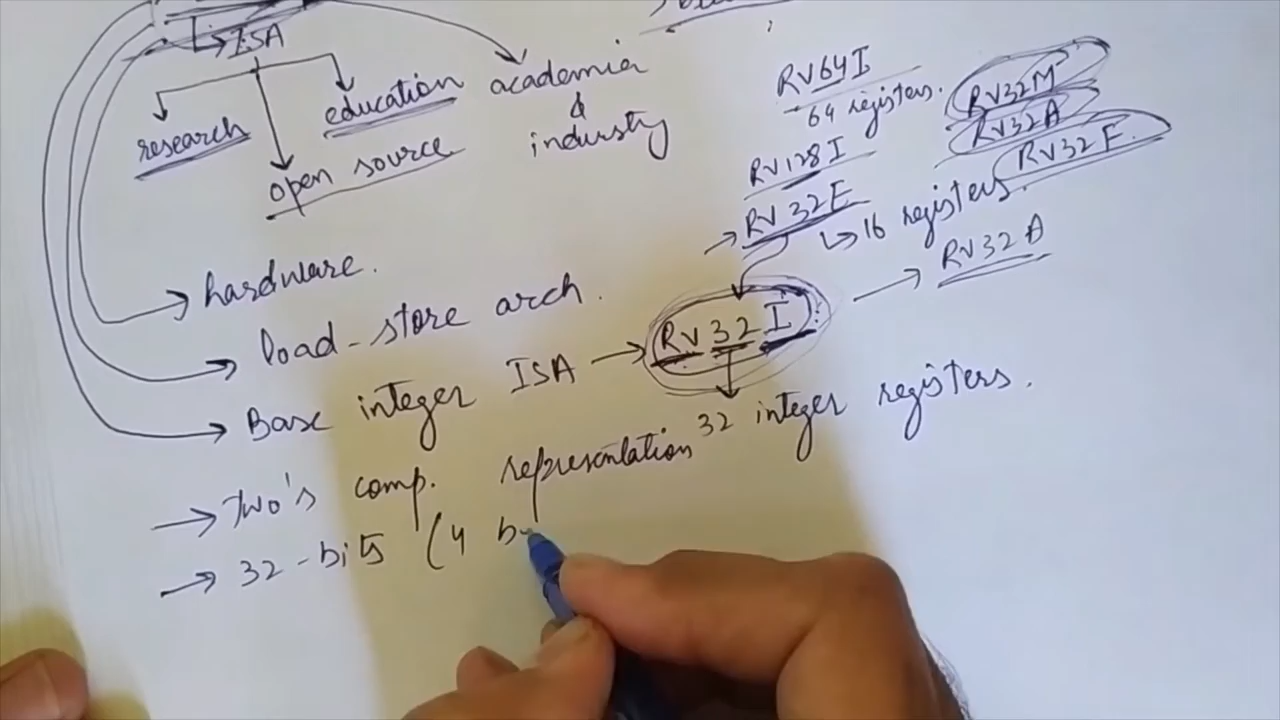 ISA
research
education
open source
academia
&
industry
RV64I
64 registers.
RV128I
RV32E
↳ 16 registers.
RV32M
RV32A
RV32F
→ RV32A
→ hardware.
→ load-store arch.
→ Base integer ISA → RV32I
32 integer registers.
→ Two's comp. representation
→ 32-bits (4 b